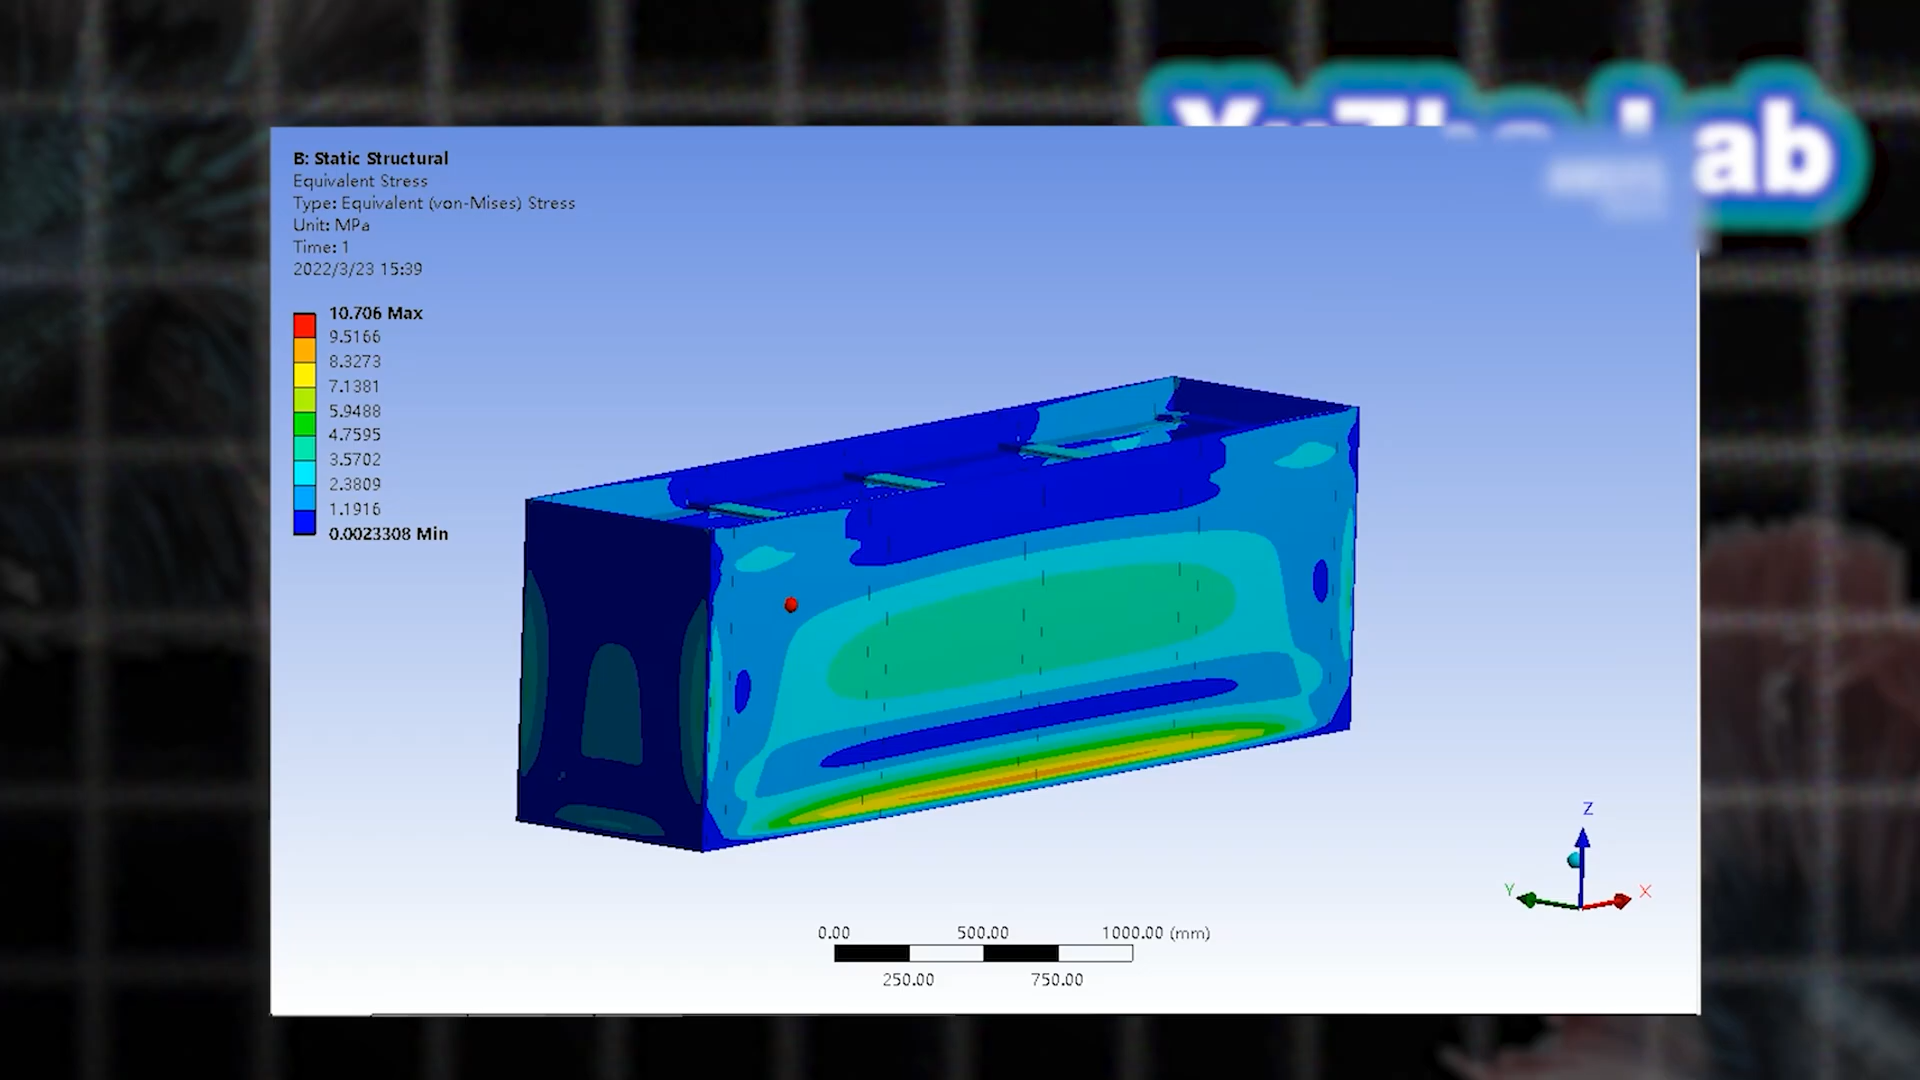 ab
B: Static Structural
Equivalent Stress
Type: Equivalent (von-Mises) Stress
Unit: MPa
Time: 1
2022/3/23 15:39
10.706 Max
9.5166
8.3273
7.1381
5.9488
4.7595
3.5702
2.3809
1.1916
0.0023308 Min
Z
Y
X
0.00
500.00
1000.00 (mm)
250.00
750.00